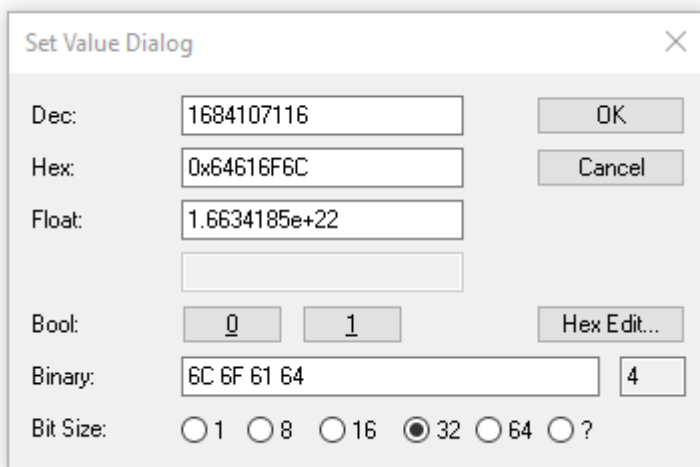 Set Value Dialog
Dec: 1684107116 OK
Hex: 0x64616F6C Cancel
Float: 1.6634185e+22
Bool: 0 1 Hex Edit...
Binary: 6C 6F 61 64 4
Bit Size: 1 8 16 32 64 ?